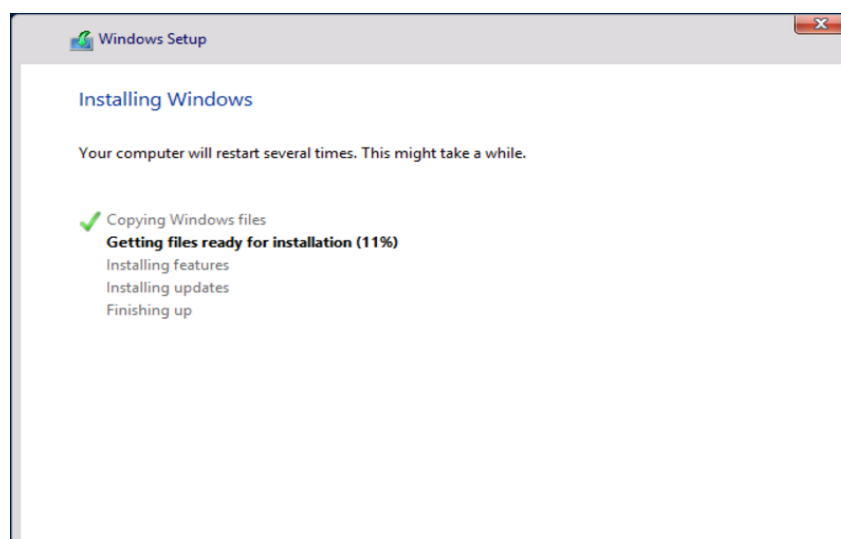 Windows Setup
Installing Windows
Your computer will restart several times. This might take a while.
Copying Windows files
Getting files ready for installation (11%)
Installing features
Installing updates
Finishing up